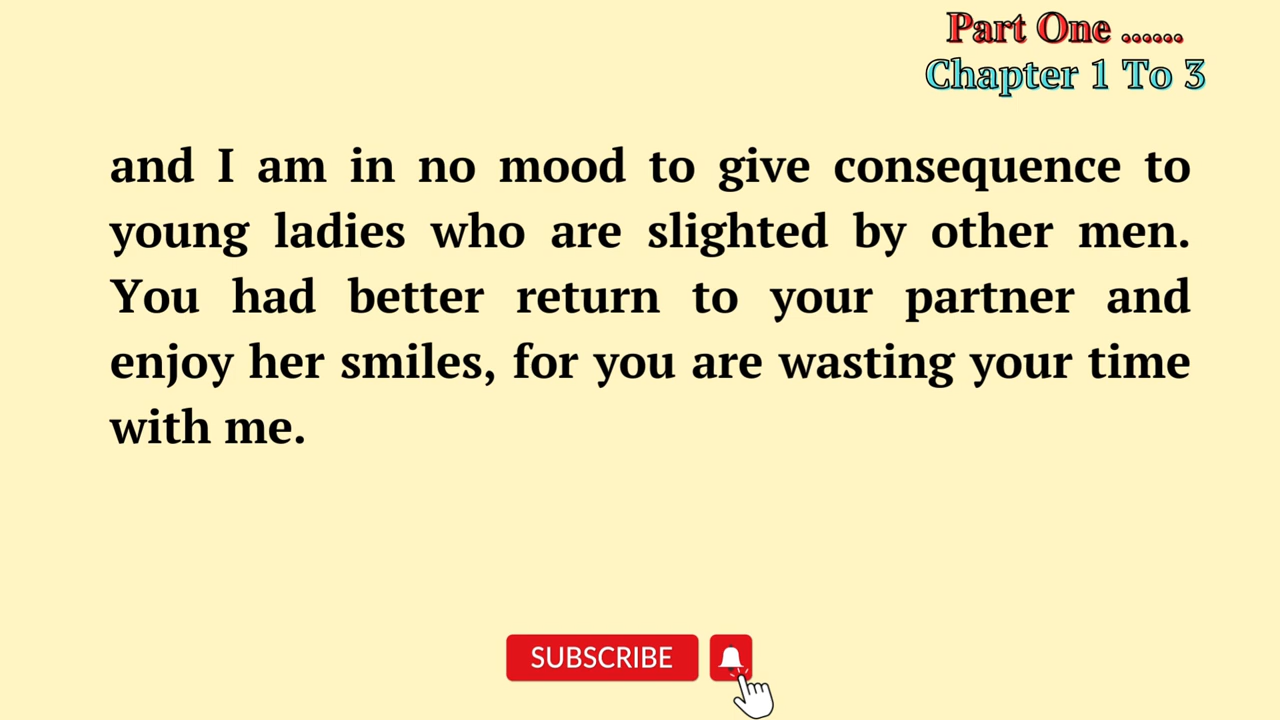 Part One ......
Chapter 1 To 3
and I am in no mood to give consequence to
young ladies who are slighted by other men.
You had better return to your partner and
enjoy her smiles, for you are wasting your time
with me.
SUBSCRIBE